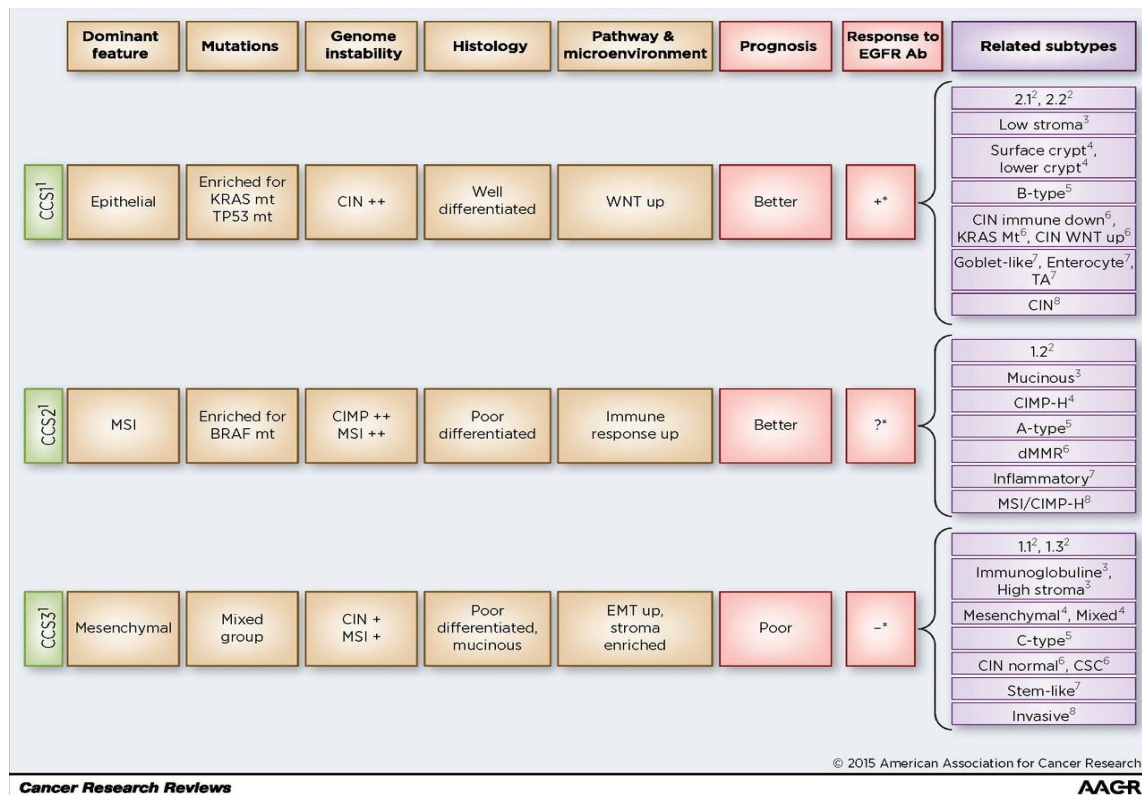 Dominant feature
Mutations
Genome instability
Histology
Pathway & microenvironment
Prognosis
Response to EGFR Ab
Related subtypes
CCS1¹
Epithelial
Enriched for
KRAS mt
TP53 mt
CIN ++
Well
differentiated
WNT up
Better
+*
2.1², 2.2²
Low stroma³
Surface crypt⁴,
lower crypt⁴
B-type⁵
CIN immune down⁶,
KRAS Mt⁶, CIN WNT up⁶
Goblet-like⁷, Enterocyte⁷,
TA⁷
CIN⁸
CCS2¹
MSI
Enriched for
BRAF mt
CIMP ++
MSI ++
Poor
differentiated
Immune
response up
Better
?*
1.2²
Mucinous³
CIMP-H⁴
A-type⁵
dMMR⁶
Inflammatory⁷
MSI/CIMP-H⁸
CCS3¹
Mesenchymal
Mixed
group
CIN +
MSI +
Poor
differentiated,
mucinous
EMT up,
stroma
enriched
Poor
–*
1.1², 1.3²
Immunoglobuline³,
High stroma³
Mesenchymal⁴, Mixed⁴
C-type⁵
CIN normal⁶, CSC⁶
Stem-like⁷
Invasive⁸
© 2015 American Association for Cancer Research
Cancer Research Reviews
AACR